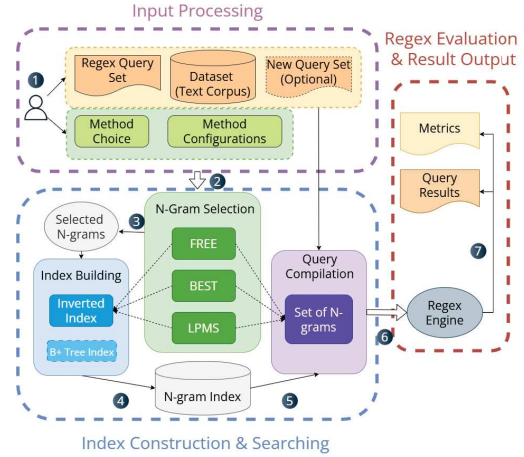 Input Processing
Regex Query
Set
Dataset
(Text Corpus)
New Query Set
(Optional)
1
Method
Choice
Method
Configurations
Regex Evaluation
& Result Output
Metrics
Query
Results
2
Selected
N-grams
3
N-Gram Selection
FREE
BEST
LPMS
Index Building
Inverted
Index
B+ Tree Index
Query
Compilation
Set of N-
grams
6
Regex
Engine
7
4
N-gram Index
5
Index Construction & Searching